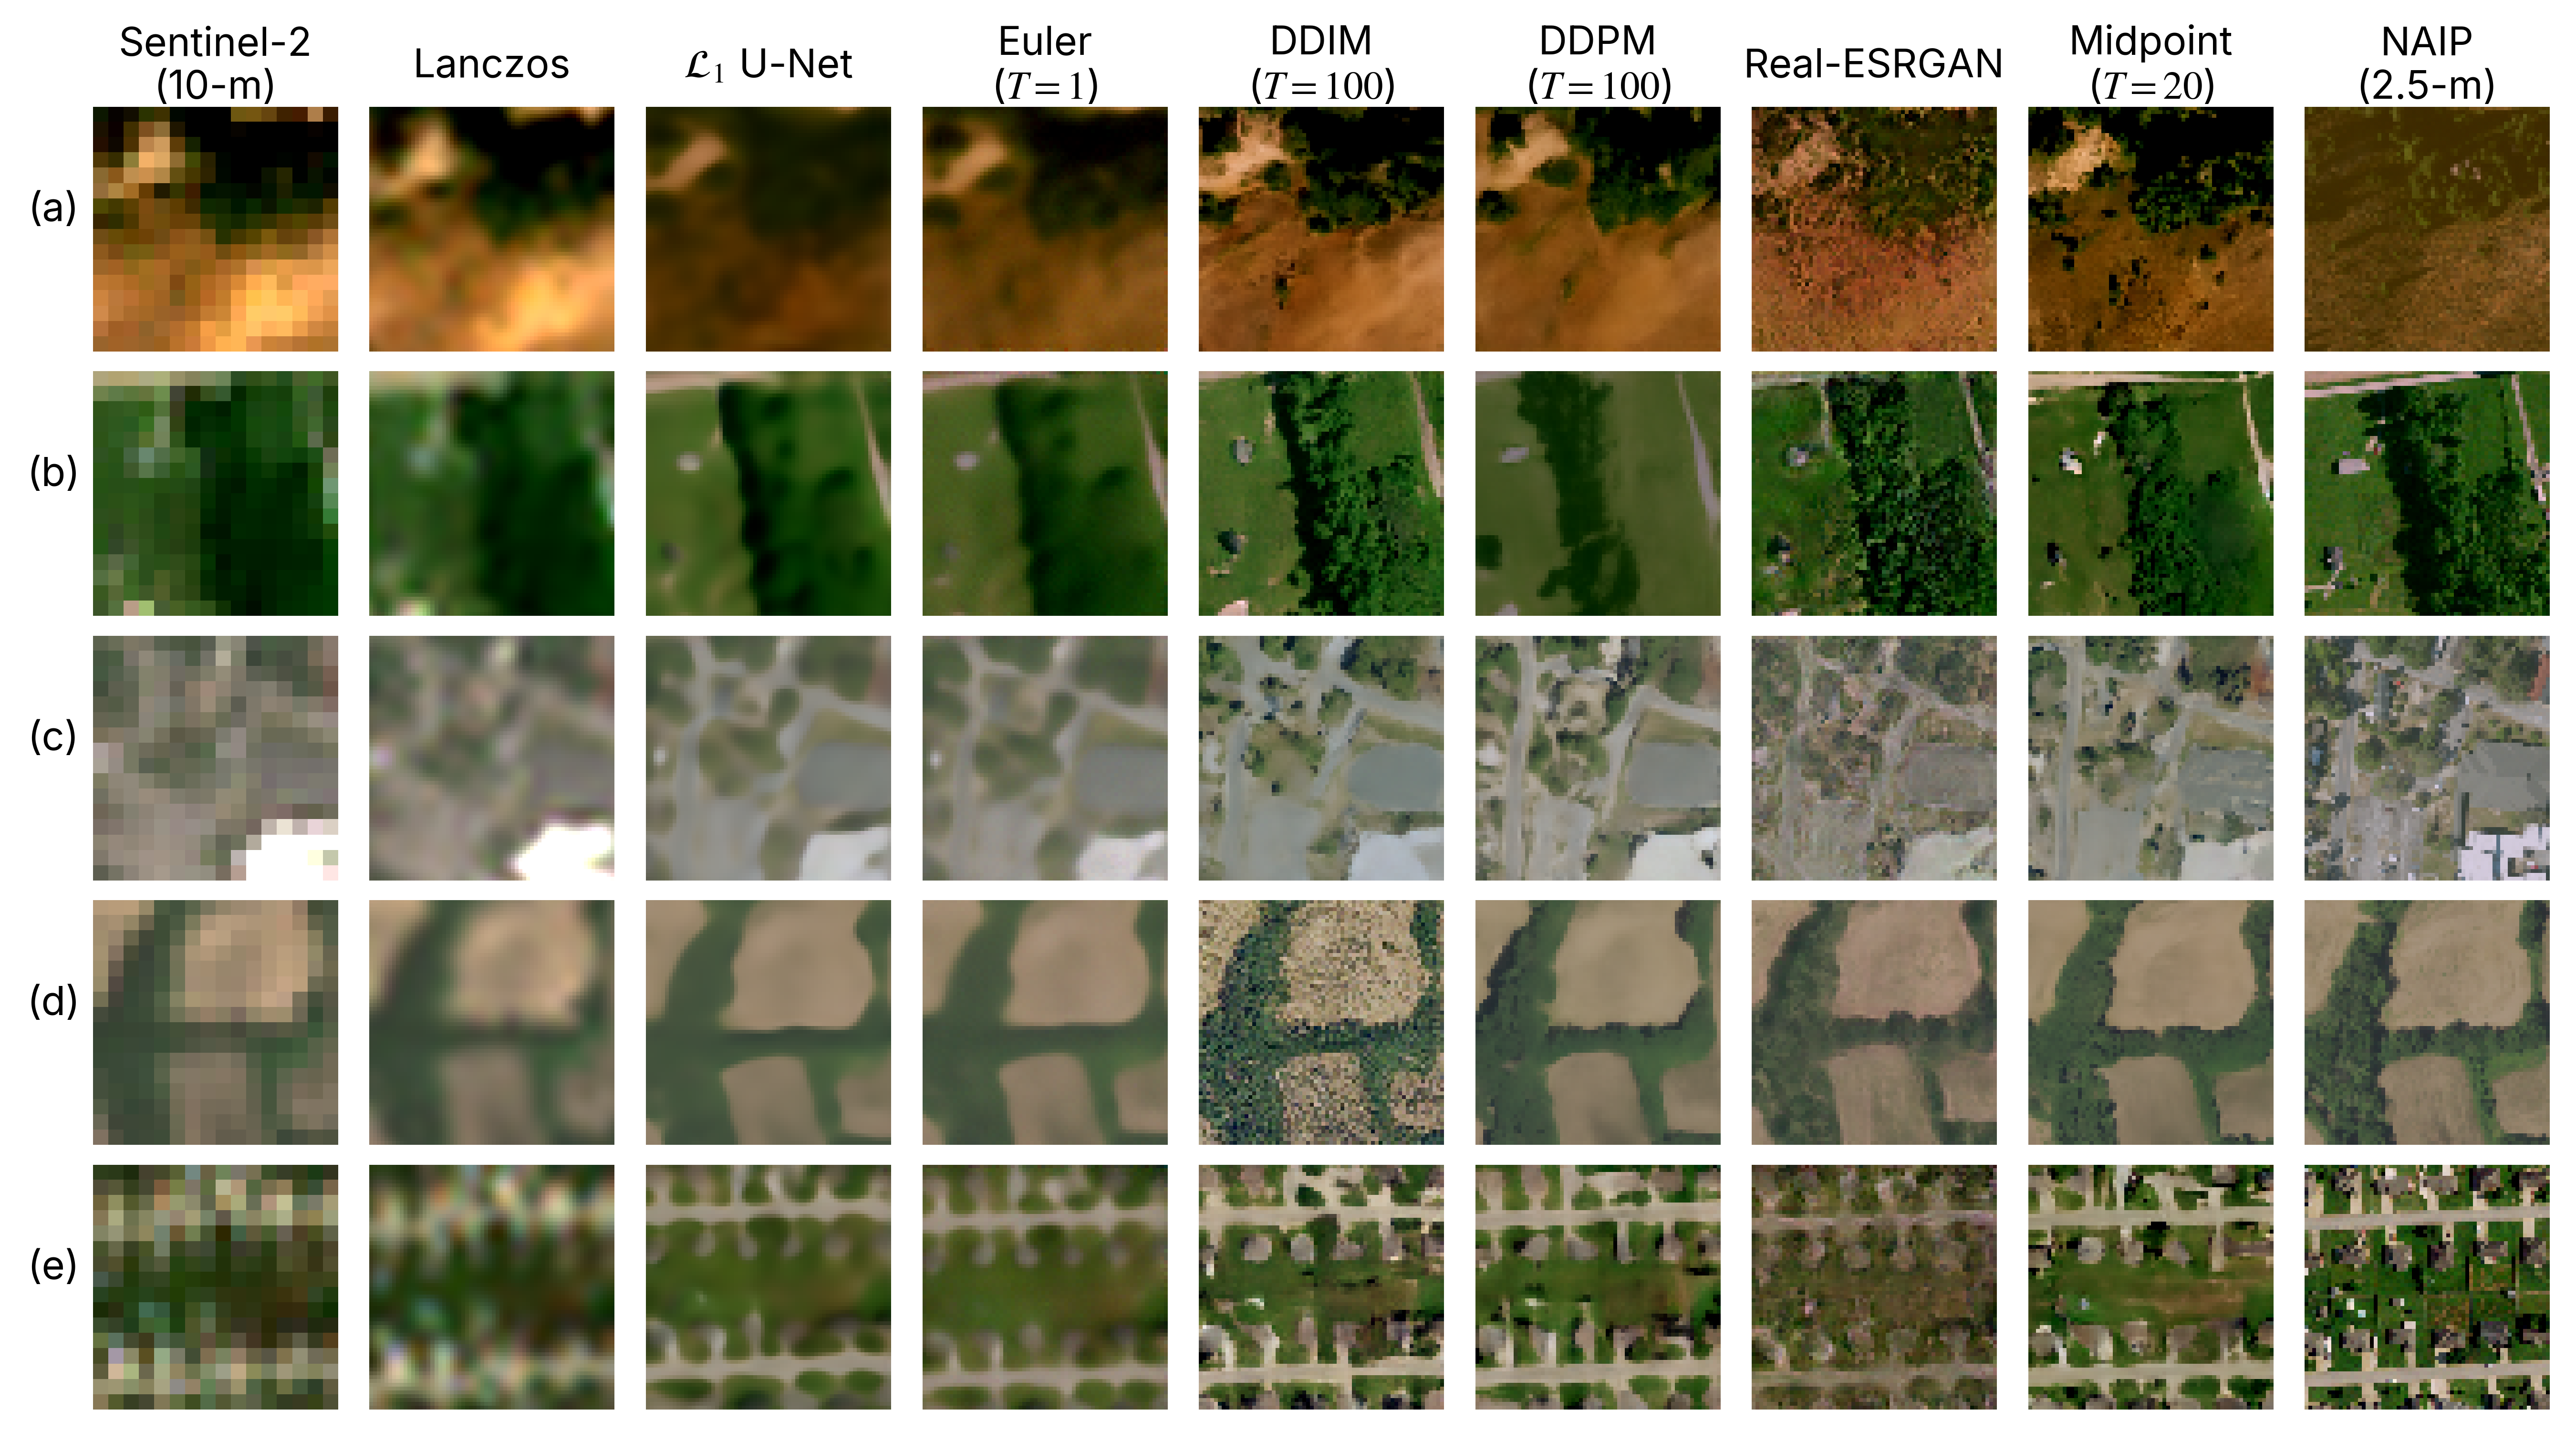 Sentinel-2
(10-m)
Lanczos
ℒ₁ U-Net
Euler
(T = 1)
DDIM
(T = 100)
DDPM
(T = 100)
Real-ESRGAN
Midpoint
(T = 20)
NAIP
(2.5-m)
(a)
(b)
(c)
(d)
(e)